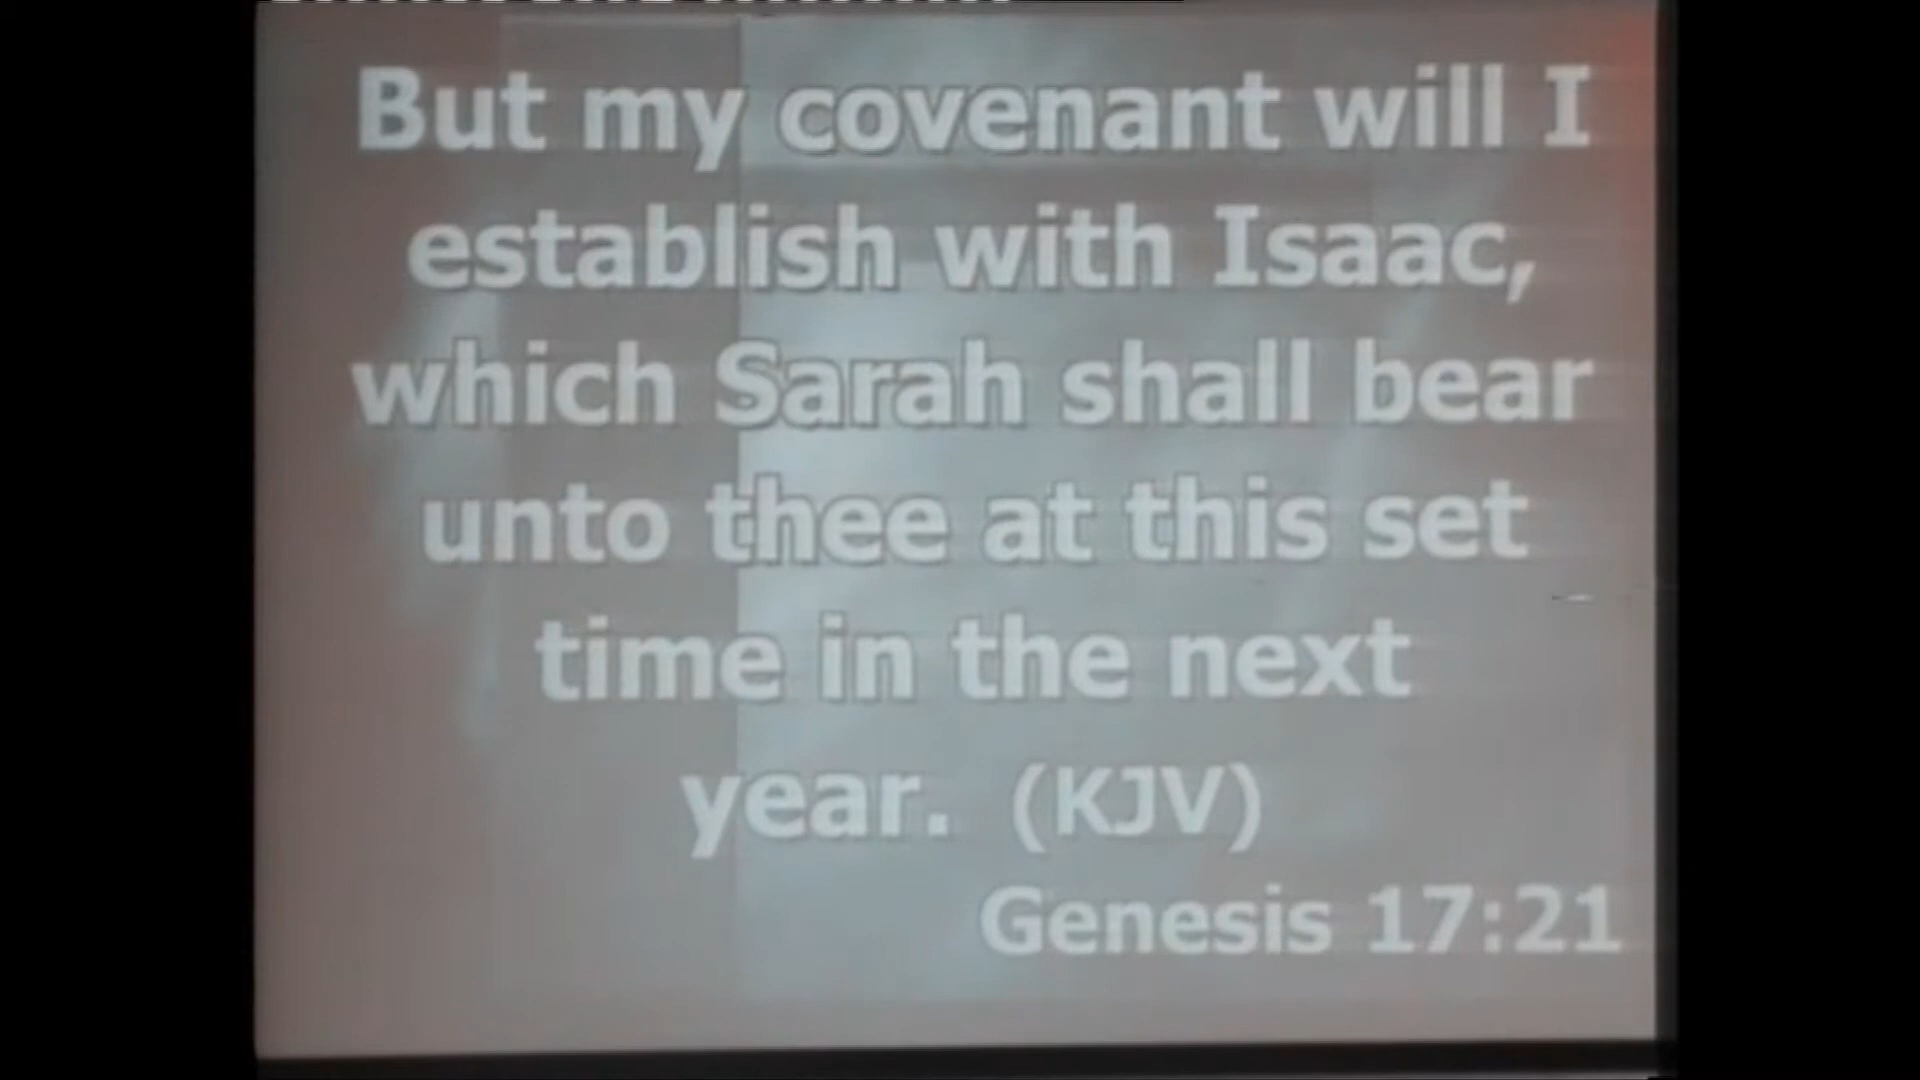 But my covenant will I
establish with Isaac,
which Sarah shall bear
unto thee at this set
time in the next
year. (KJV)
Genesis 17:21